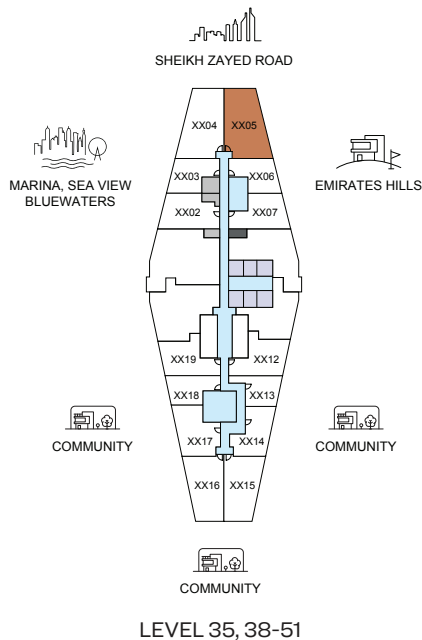 SHEIKH ZAYED ROAD
XX04
XX05
MARINA, SEA VIEW
BLUEWATERS
EMIRATES HILLS
XX03
XX06
XX02
XX07
XX19
XX12
XX18
XX13
COMMUNITY
COMMUNITY
XX17
XX14
XX16
XX15
COMMUNITY
LEVEL 35, 38-51